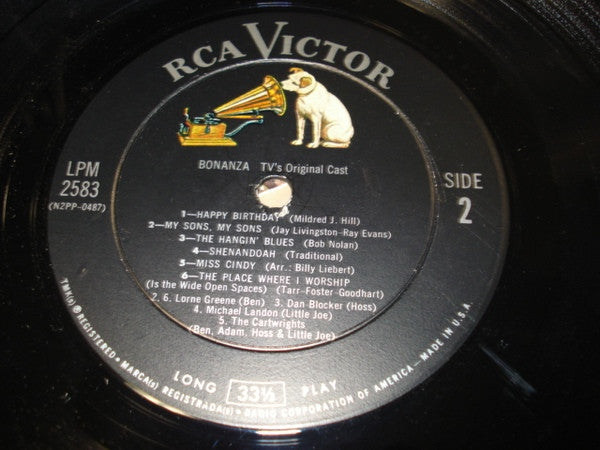 RCA VICTOR
BONANZA TV's Original Cast
LPM
2583
(N2PP-0487)
SIDE
2
1—HAPPY BIRTHDAY (Mildred J. Hill)
2—MY SONS, MY SONS (Jay Livingston-Ray Evans)
3—THE HANGIN' BLUES (Bob Nolan)
4—SHENANDOAH (Traditional)
5—MISS CINDY (Arr.: Billy Liebert)
6—THE PLACE WHERE I WORSHIP
(Is the Wide Open Spaces) (Tarr-Foster-Goodhart)
2. 6. Lorne Greene (Ben) 3. Dan Blocker (Hoss)
4. Michael Landon (Little Joe)
5. The Cartwrights
(Ben, Adam, Hoss & Little Joe)
LONG 33⅓ PLAY
TMK(s) ® REGISTERED • MARCA(s) REGISTRADA(s) • RADIO CORPORATION OF AMERICA—MADE IN U.S.A.